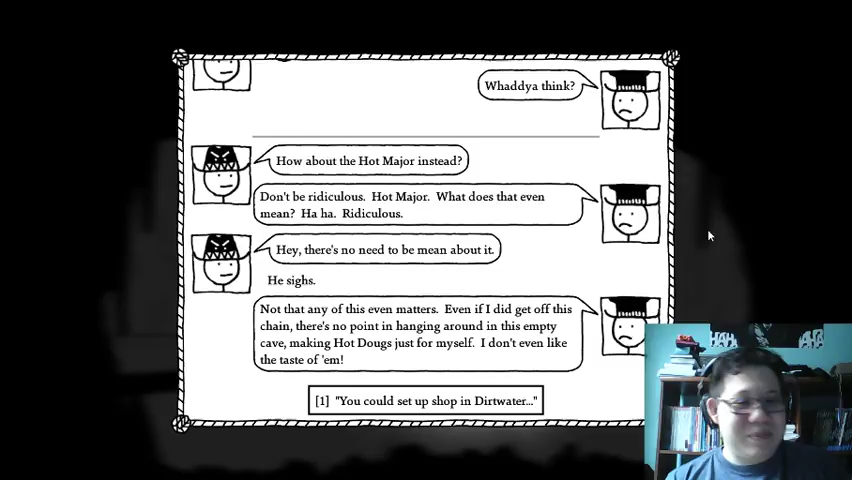 Whaddya think?
How about the Hot Major instead?
Don't be ridiculous.  Hot Major.  What does that even
mean?  Ha ha.  Ridiculous.
Hey, there's no need to be mean about it.
He sighs.
Not that any of this even matters.  Even if I did get off this
chain, there's no point in hanging around in this empty
cave, making Hot Dougs just for myself.  I don't even like
the taste of 'em!
[1]  "You could set up shop in Dirtwater..."